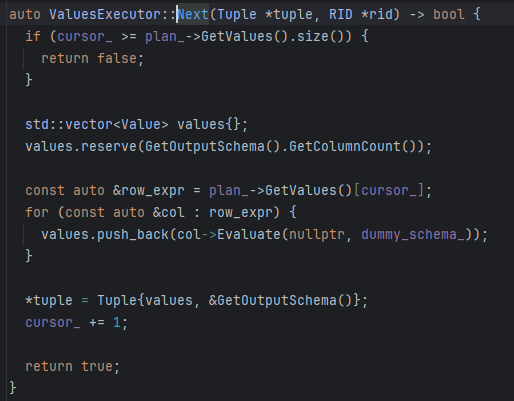 auto ValuesExecutor::Next(Tuple *tuple, RID *rid) -> bool {
  if (cursor_ >= plan_->GetValues().size()) {
    return false;
  }

  std::vector<Value> values{};
  values.reserve(GetOutputSchema().GetColumnCount());

  const auto &row_expr = plan_->GetValues()[cursor_];
  for (const auto &col : row_expr) {
    values.push_back(col->Evaluate(nullptr, dummy_schema_));
  }

  *tuple = Tuple{values, &GetOutputSchema()};
  cursor_ += 1;

  return true;
}